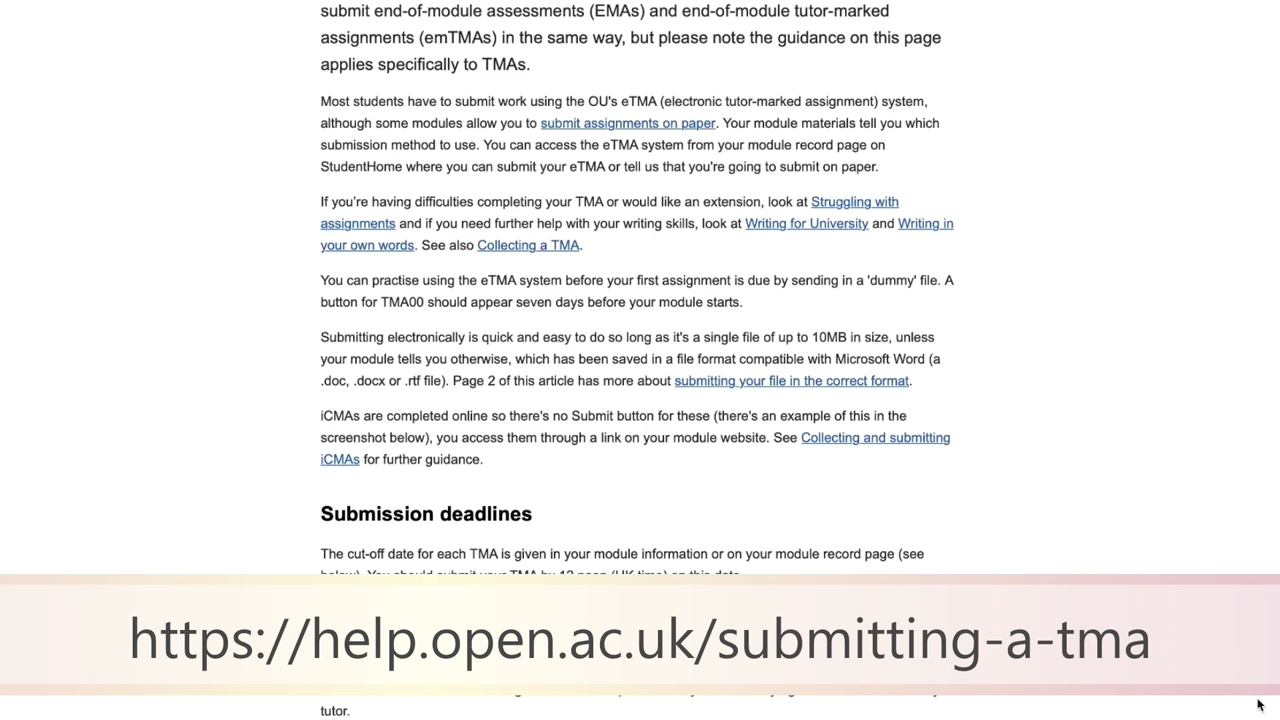 submit end-of-module assessments (EMAs) and end-of-module tutor-marked
assignments (emTMAs) in the same way, but please note the guidance on this page
applies specifically to TMAs.
Most students have to submit work using the OU's eTMA (electronic tutor-marked assignment) system,
although some modules allow you to submit assignments on paper. Your module materials tell you which
submission method to use. You can access the eTMA system from your module record page on
StudentHome where you can submit your eTMA or tell us that you're going to submit on paper.
If you're having difficulties completing your TMA or would like an extension, look at Struggling with
assignments and if you need further help with your writing skills, look at Writing for University and Writing in
your own words. See also Collecting a TMA.
You can practise using the eTMA system before your first assignment is due by sending in a 'dummy' file. A
button for TMA00 should appear seven days before your module starts.
Submitting electronically is quick and easy to do so long as it's a single file of up to 10MB in size, unless
your module tells you otherwise, which has been saved in a file format compatible with Microsoft Word (a
.doc, .docx or .rtf file). Page 2 of this article has more about submitting your file in the correct format.
iCMAs are completed online so there's no Submit button for these (there's an example of this in the
screenshot below), you access them through a link on your module website. See Collecting and submitting
iCMAs for further guidance.
Submission deadlines
The cut-off date for each TMA is given in your module information or on your module record page (see
below). You should submit your TMA by 12 noon (UK time) on this date.
https://help.open.ac.uk/submitting-a-tma
tutor.